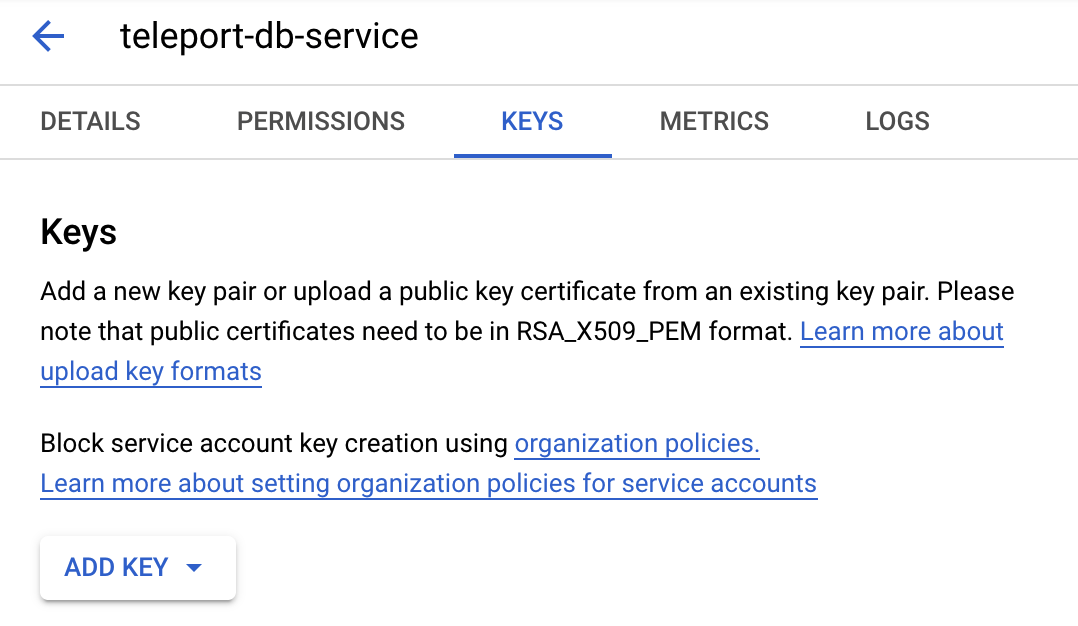 teleport-db-service
DETAILS PERMISSIONS KEYS METRICS LOGS
Keys
Add a new key pair or upload a public key certificate from an existing key pair. Please
note that public certificates need to be in RSA_X509_PEM format. Learn more about
upload key formats
Block service account key creation using organization policies.
Learn more about setting organization policies for service accounts
ADD KEY